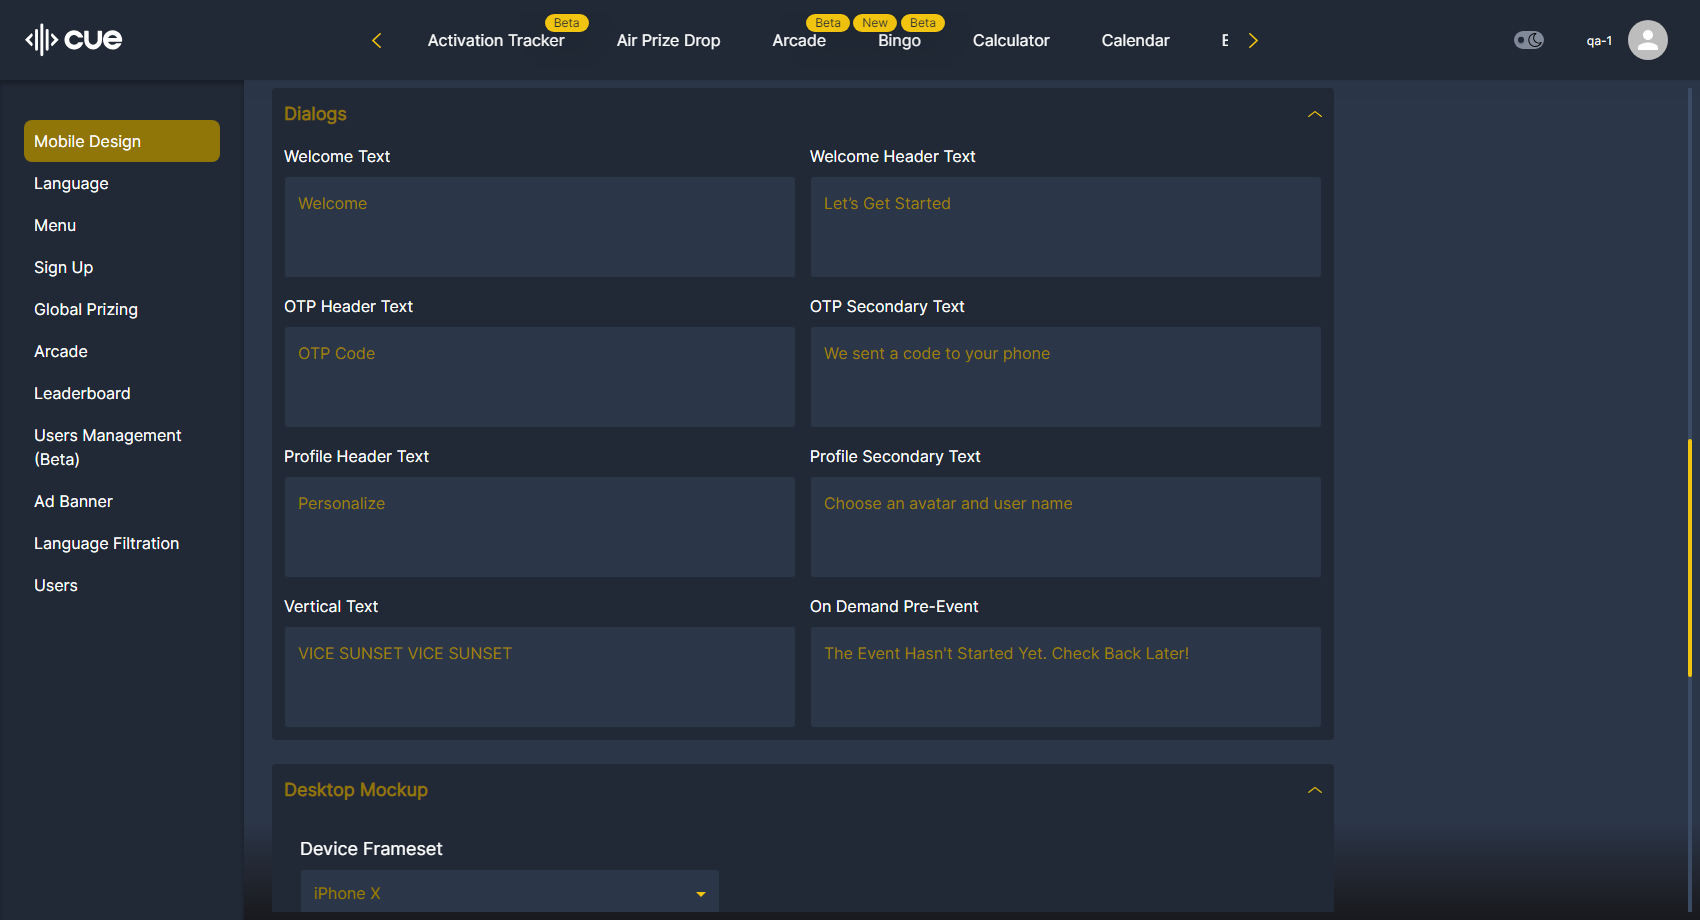 cue
Activation Tracker Beta Air Prize Drop Arcade Beta Bingo New Beta Calculator Calendar
qa-1
Mobile Design
Language
Menu
Sign Up
Global Prizing
Arcade
Leaderboard
Users Management
(Beta)
Ad Banner
Language Filtration
Users
Dialogs
Welcome Text
Welcome
Welcome Header Text
Let’s Get Started
OTP Header Text
OTP Code
OTP Secondary Text
We sent a code to your phone
Profile Header Text
Personalize
Profile Secondary Text
Choose an avatar and user name
Vertical Text
VICE SUNSET VICE SUNSET
On Demand Pre-Event
The Event Hasn't Started Yet. Check Back Later!
Desktop Mockup
Device Frameset
iPhone X